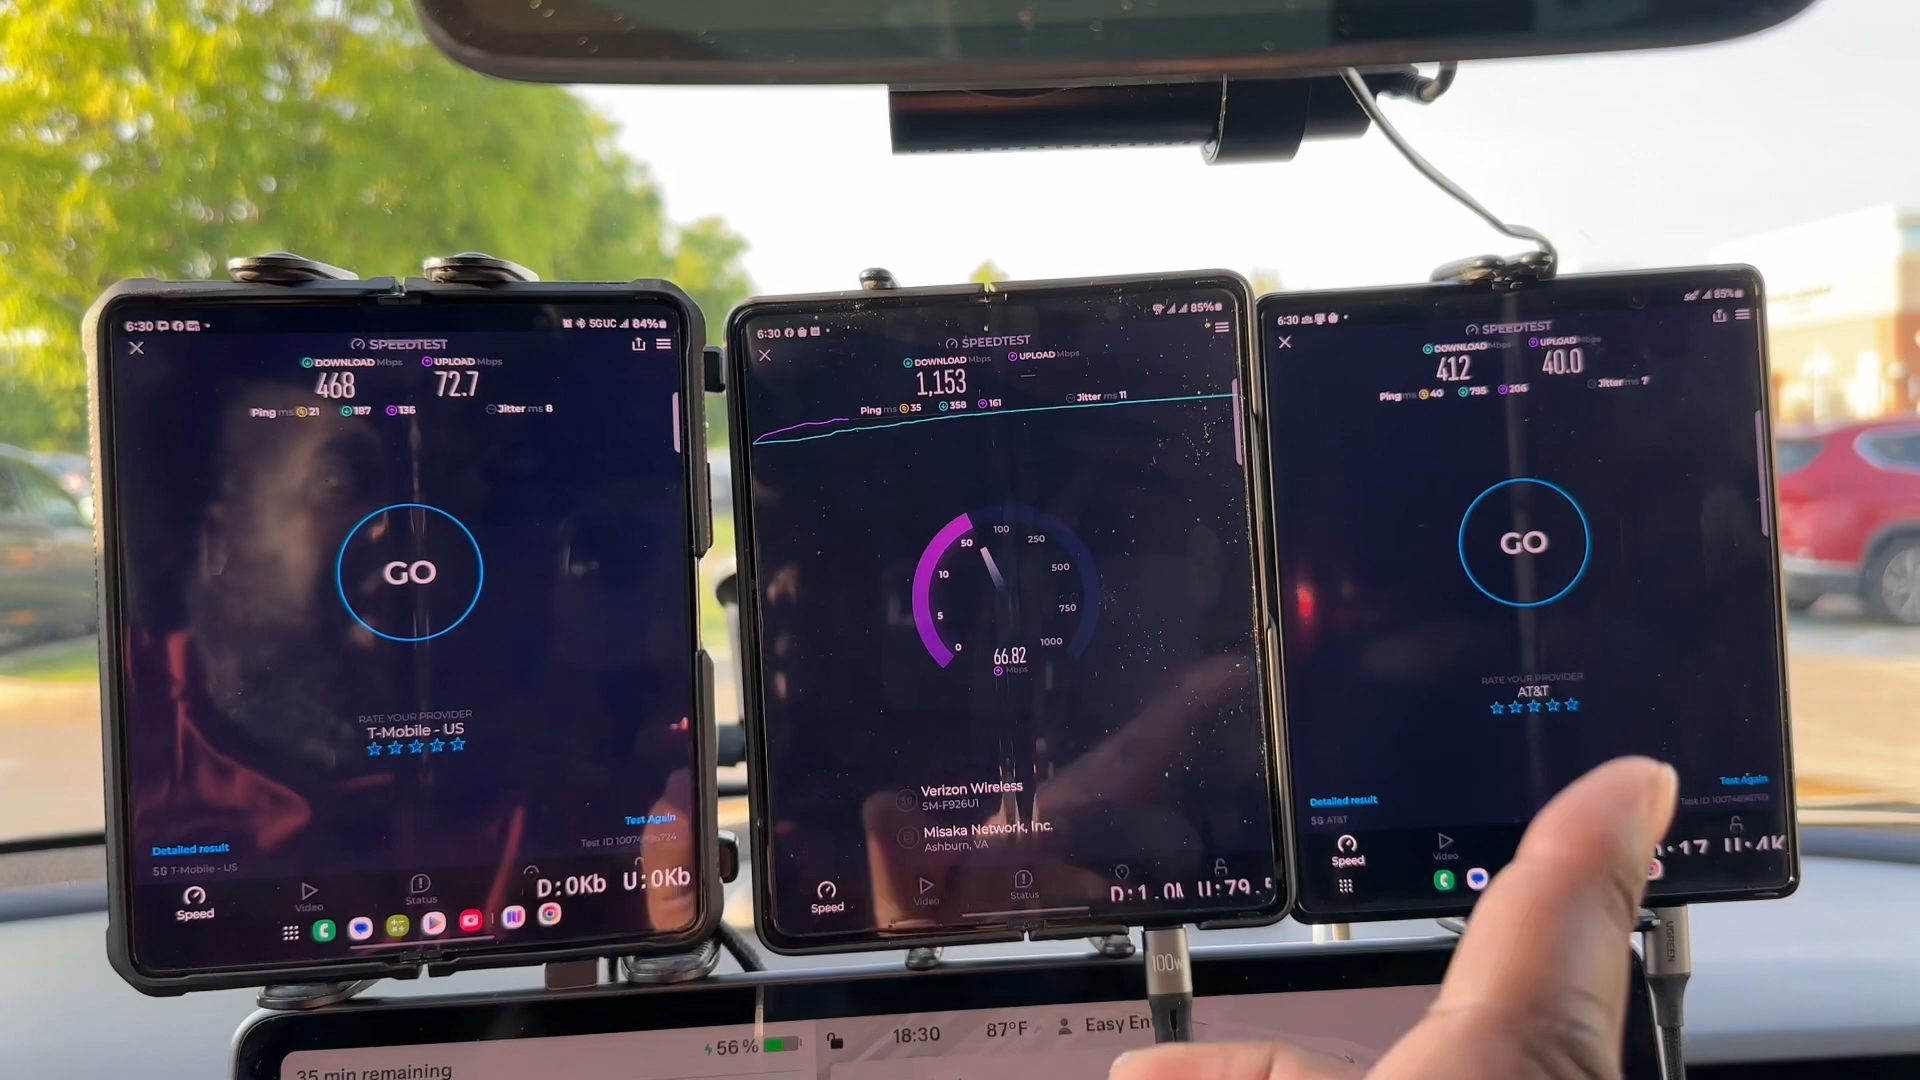 6:30
5G UC 84%
SPEEDTEST
DOWNLOAD Mbps UPLOAD Mbps
468 72.7
Ping ms 21 187 136 Jitter ms 8
GO
RATE YOUR PROVIDER
T-Mobile - US
Test Again
Detailed result
5G T-Mobile - US
Speed
Video
Status
D:0Kb U:0Kb
6:30
85%
SPEEDTEST
DOWNLOAD Mbps UPLOAD Mbps
1,153
Ping ms 35 358 161 Jitter ms 11
0
5
10
50
100
250
500
750
1000
66.82
Mbps
Verizon Wireless
SM-F926U1
Misaka Network, Inc.
Ashburn, VA
Speed
Video
Status
6:30
85%
SPEEDTEST
DOWNLOAD Mbps UPLOAD Mbps
412 40.0
Ping ms 40 795 206 Jitter ms 7
GO
RATE YOUR PROVIDER
AT&T
Test Again
Detailed result
5G AT&T
Speed
Video
100w
UGREEN
56%
18:30
87°F
35 min remaining